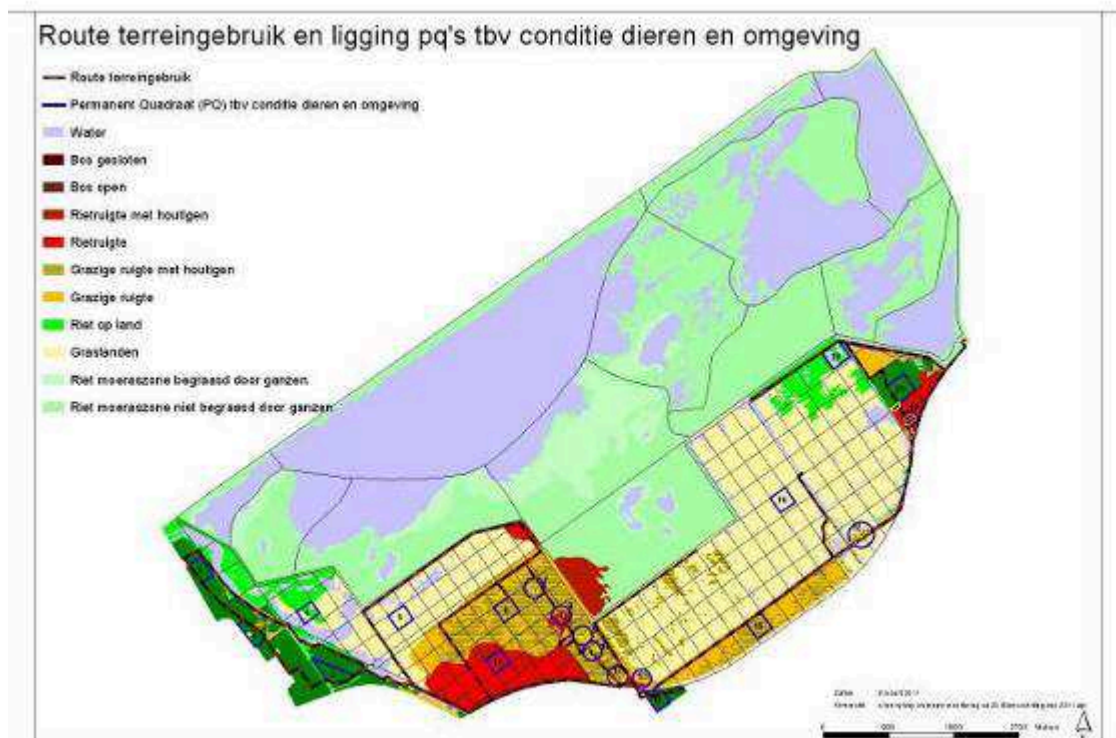 Route terreingebruik en ligging pq's tbv conditie dieren en omgeving
Route terreingebruik
Permanent Quadraat (PQ) tbv conditie dieren en omgeving
Water
Bos gesloten
Bos open
Rietruigte met houtigen
Rietruigte
Grazige ruigte met houtigen
Grazige ruigte
Riet op land
Graslanden
Riet moeraszone begraasd door ganzen
Riet moeraszone niet begraasd door ganzen
0